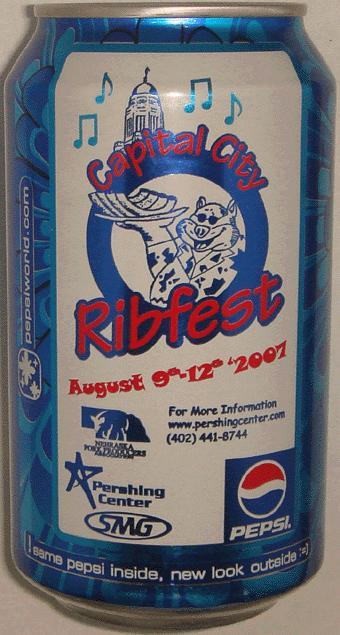 Capital City
Ribfest
August 9th-12th '2007
For More Information
www.pershingcenter.com
(402) 441-8744
NEBRASKA
PORK PRODUCERS
ASSOCIATION
Pershing
Center
SMG
PEPSI.
pepsiworld.com
same pepsi inside, new look outside :=)